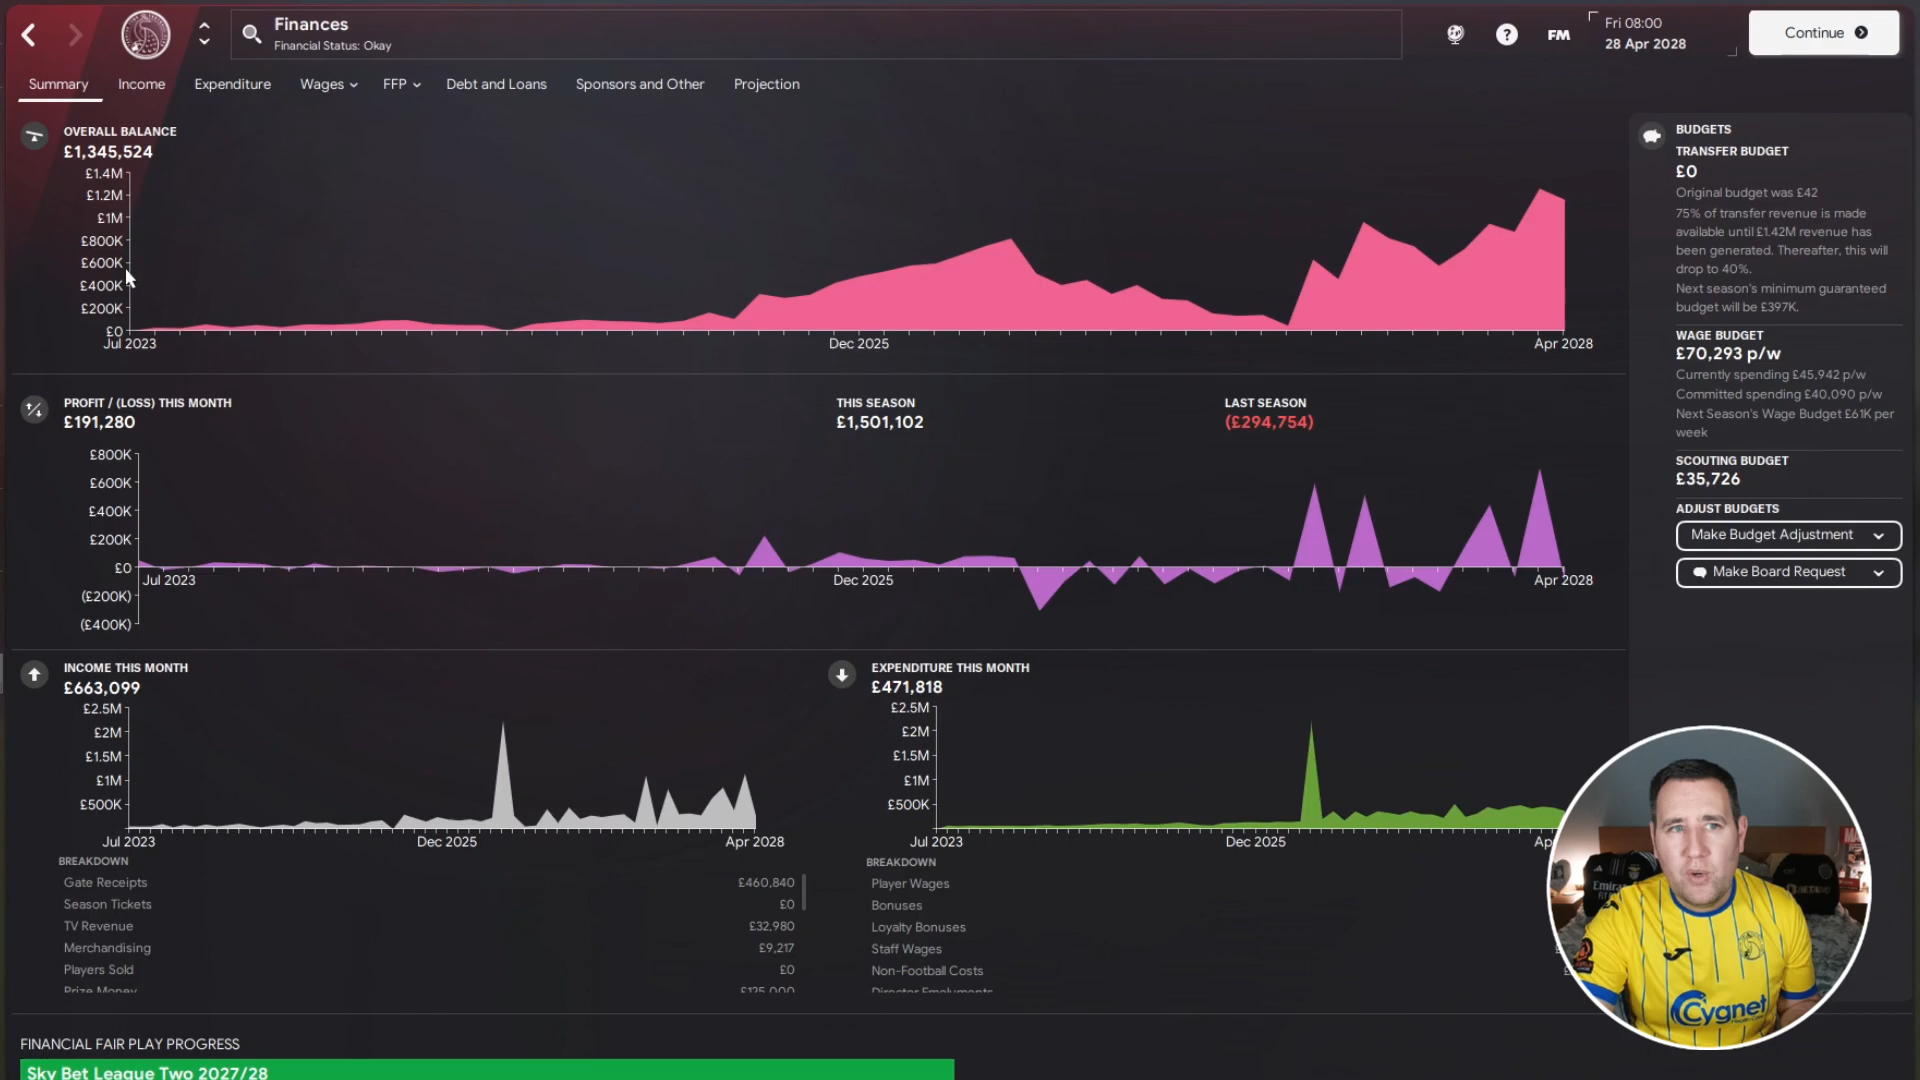 Finances
Financial Status: Okay
FM
Fri 08:00
28 Apr 2028
Continue
Summary
Income
Expenditure
Wages
FFP
Debt and Loans
Sponsors and Other
Projection
OVERALL BALANCE
£1,345,524
£1.4M
£1.2M
£1M
£800K
£600K
£400K
£200K
£0
Jul 2023
Dec 2025
Apr 2028
PROFIT / (LOSS) THIS MONTH
£191,280
THIS SEASON
£1,501,102
LAST SEASON
(£294,754)
£800K
£600K
£400K
£200K
£0
(£200K)
(£400K)
Jul 2023
Dec 2025
Apr 2028
INCOME THIS MONTH
£663,099
£2.5M
£2M
£1.5M
£1M
£500K
Jul 2023
Dec 2025
Apr 2028
BREAKDOWN
Gate Receipts £460,840
Season Tickets £0
TV Revenue £32,980
Merchandising £9,217
Players Sold £0
Prize Money £125,000
EXPENDITURE THIS MONTH
£471,818
£2.5M
£2M
£1.5M
£1M
£500K
Jul 2023
Dec 2025
BREAKDOWN
Player Wages
Bonuses
Loyalty Bonuses
Staff Wages
Non-Football Costs
Director Emoluments
BUDGETS
TRANSFER BUDGET
£0
Original budget was £42
75% of transfer revenue is made
available until £1.42M revenue has
been generated. Thereafter, this will
drop to 40%.
Next season's minimum guaranteed
budget will be £397K.
WAGE BUDGET
£70,293 p/w
Currently spending £45,942 p/w
Committed spending £40,090 p/w
Next Season's Wage Budget £61K per
week
SCOUTING BUDGET
£35,726
ADJUST BUDGETS
Make Budget Adjustment
Make Board Request
Cygnet
FINANCIAL FAIR PLAY PROGRESS
Sky Bet League Two 2027/28